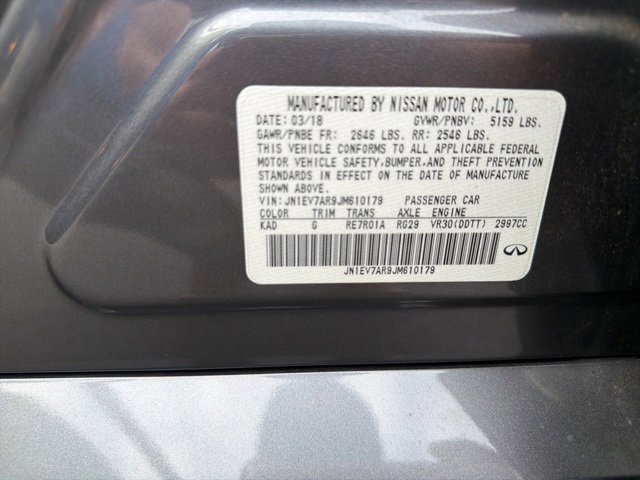 MANUFACTURED BY NISSAN MOTOR CO.,LTD.
DATE: 03/18 GVWR/PNBV: 5159 LBS.
GAWR/PNBE FR: 2646 LBS. RR: 2546 LBS.
THIS VEHICLE CONFORMS TO ALL APPLICABLE FEDERAL
MOTOR VEHICLE SAFETY,BUMPER,AND THEFT PREVENTION
STANDARDS IN EFFECT ON THE DATE OF MANUFACTURE
SHOWN ABOVE.
VIN: JN1EV7AR9JM610179 PASSENGER CAR
COLOR TRIM TRANS AXLE ENGINE
KAD G RE7R01A RG29 VR30(DDTT) 2997CC
JN1EV7AR9JM610179